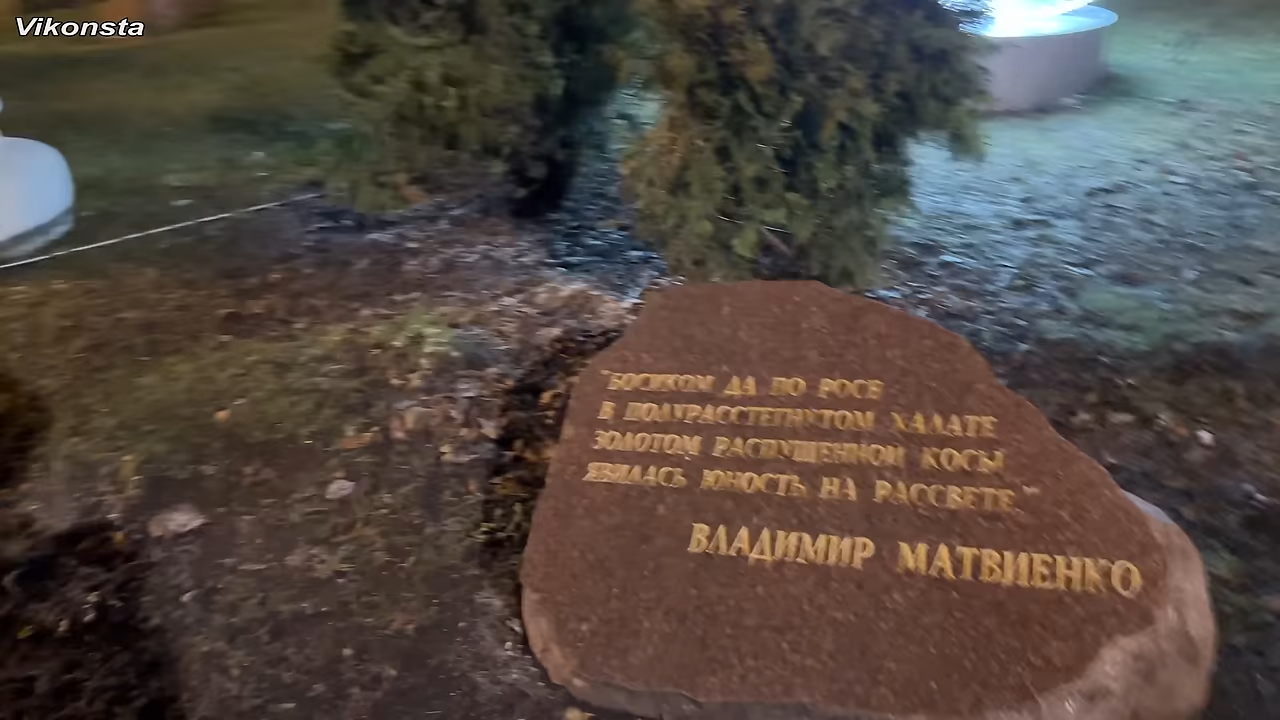 Vikonsta
"БОСИКОМ ДА ПО РОСЕ
В ПОЛУРАССТЕГНУТОМ ХАЛАТЕ
ЗОЛОТОМ РАСПУЩЕННОЙ КОСЫ
ЯВИЛАСЬ ЮНОСТЬ НА РАССВЕТЕ."
ВЛАДИМИР МАТВИЕНКО